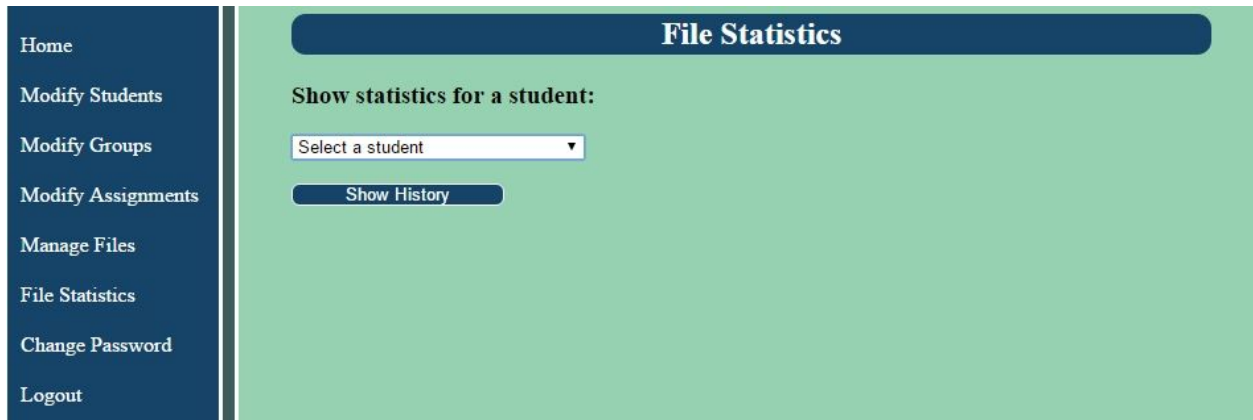 Home
Modify Students
Modify Groups
Modify Assignments
Manage Files
File Statistics
Change Password
Logout
File Statistics
Show statistics for a student:
Select a student
Show History